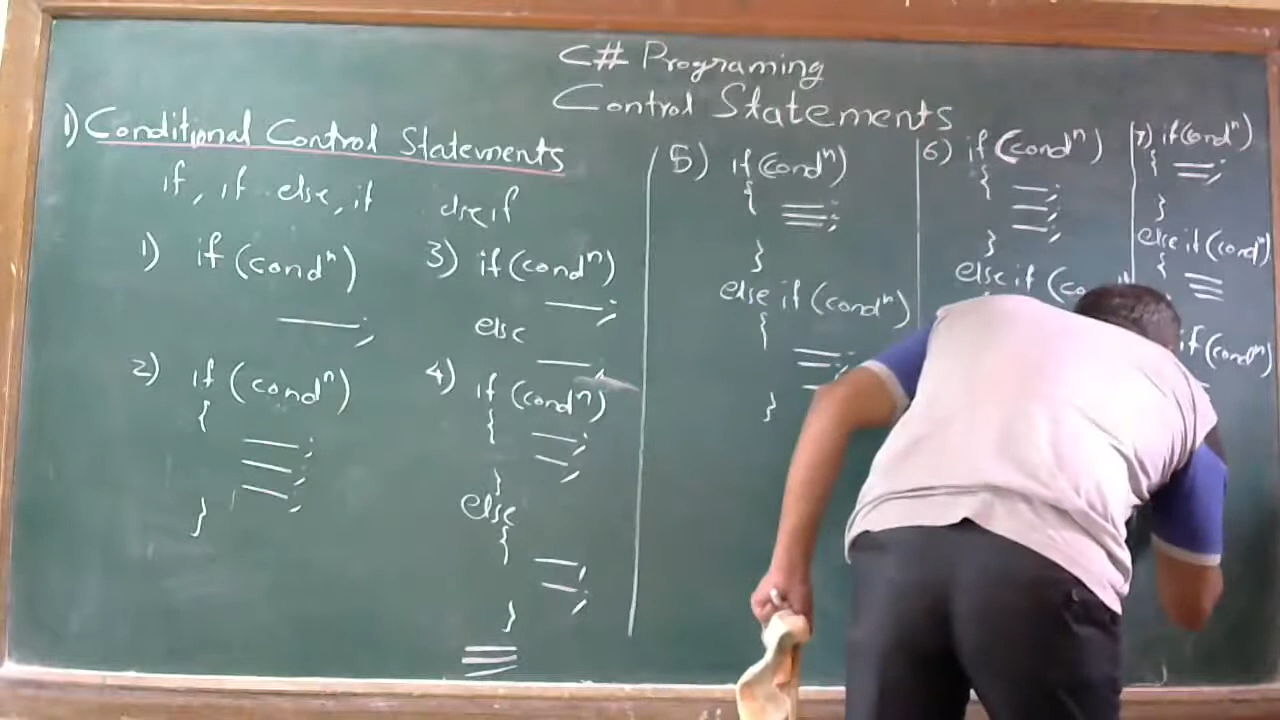 C# Programing
Control Statements
1) Conditional Control Statements
if, if else, if else if
1) if (condⁿ)
;
2) if (condⁿ)
{
;
;
;
}
3) if (condⁿ)
;
else
;
4) if (condⁿ)
{
;
;
}
else
{
;
;
}
5) if (condⁿ)
{
;
;
}
else if (condⁿ)
{
;
}
6) if (condⁿ)
{
;
;
;
}
else if (co
7) if (condⁿ)
{
;
}
else if (condⁿ)
{
if (condⁿ)